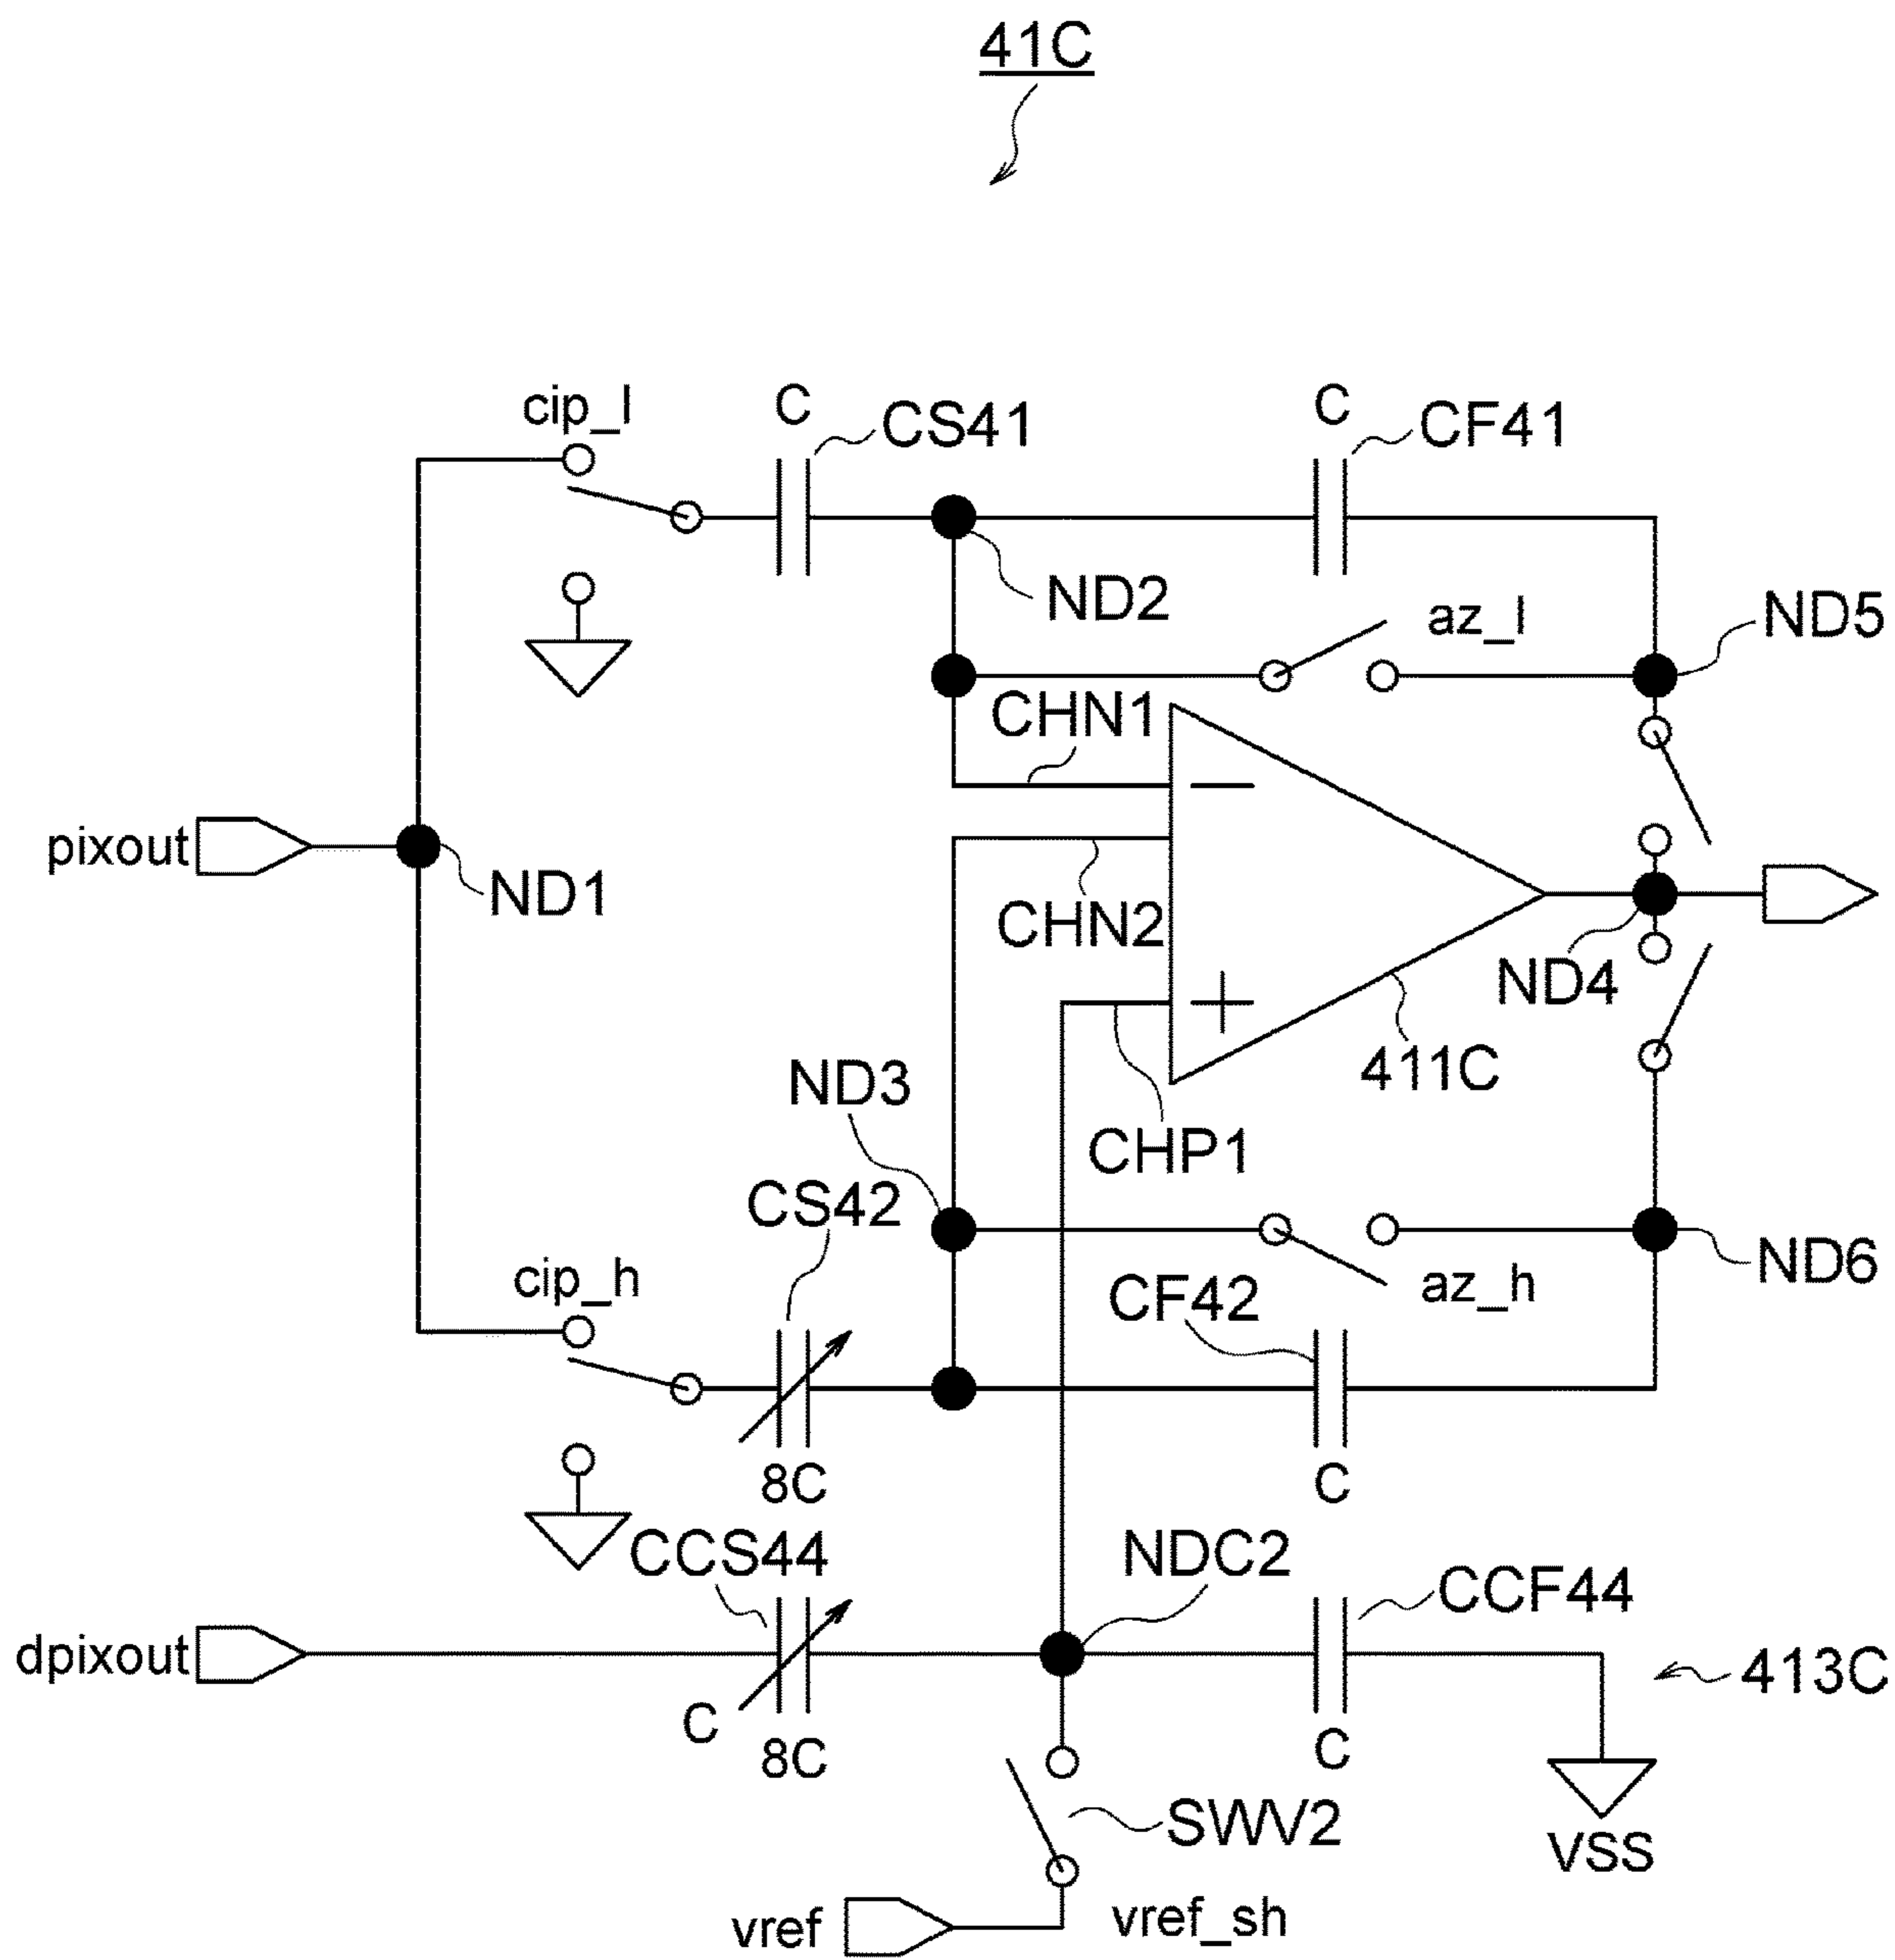 41C
cip_l
C
CS41
C
CF41
ND2
az_l
ND5
CHN1
pixout
ND1
CHN2
ND4
411C
ND3
CHP1
CS42
cip_h
CF42
az_h
ND6
8C
C
CCS44
NDC2
CCF44
dpixout
413C
C
8C
C
SWV2
VSS
vref
vref_sh